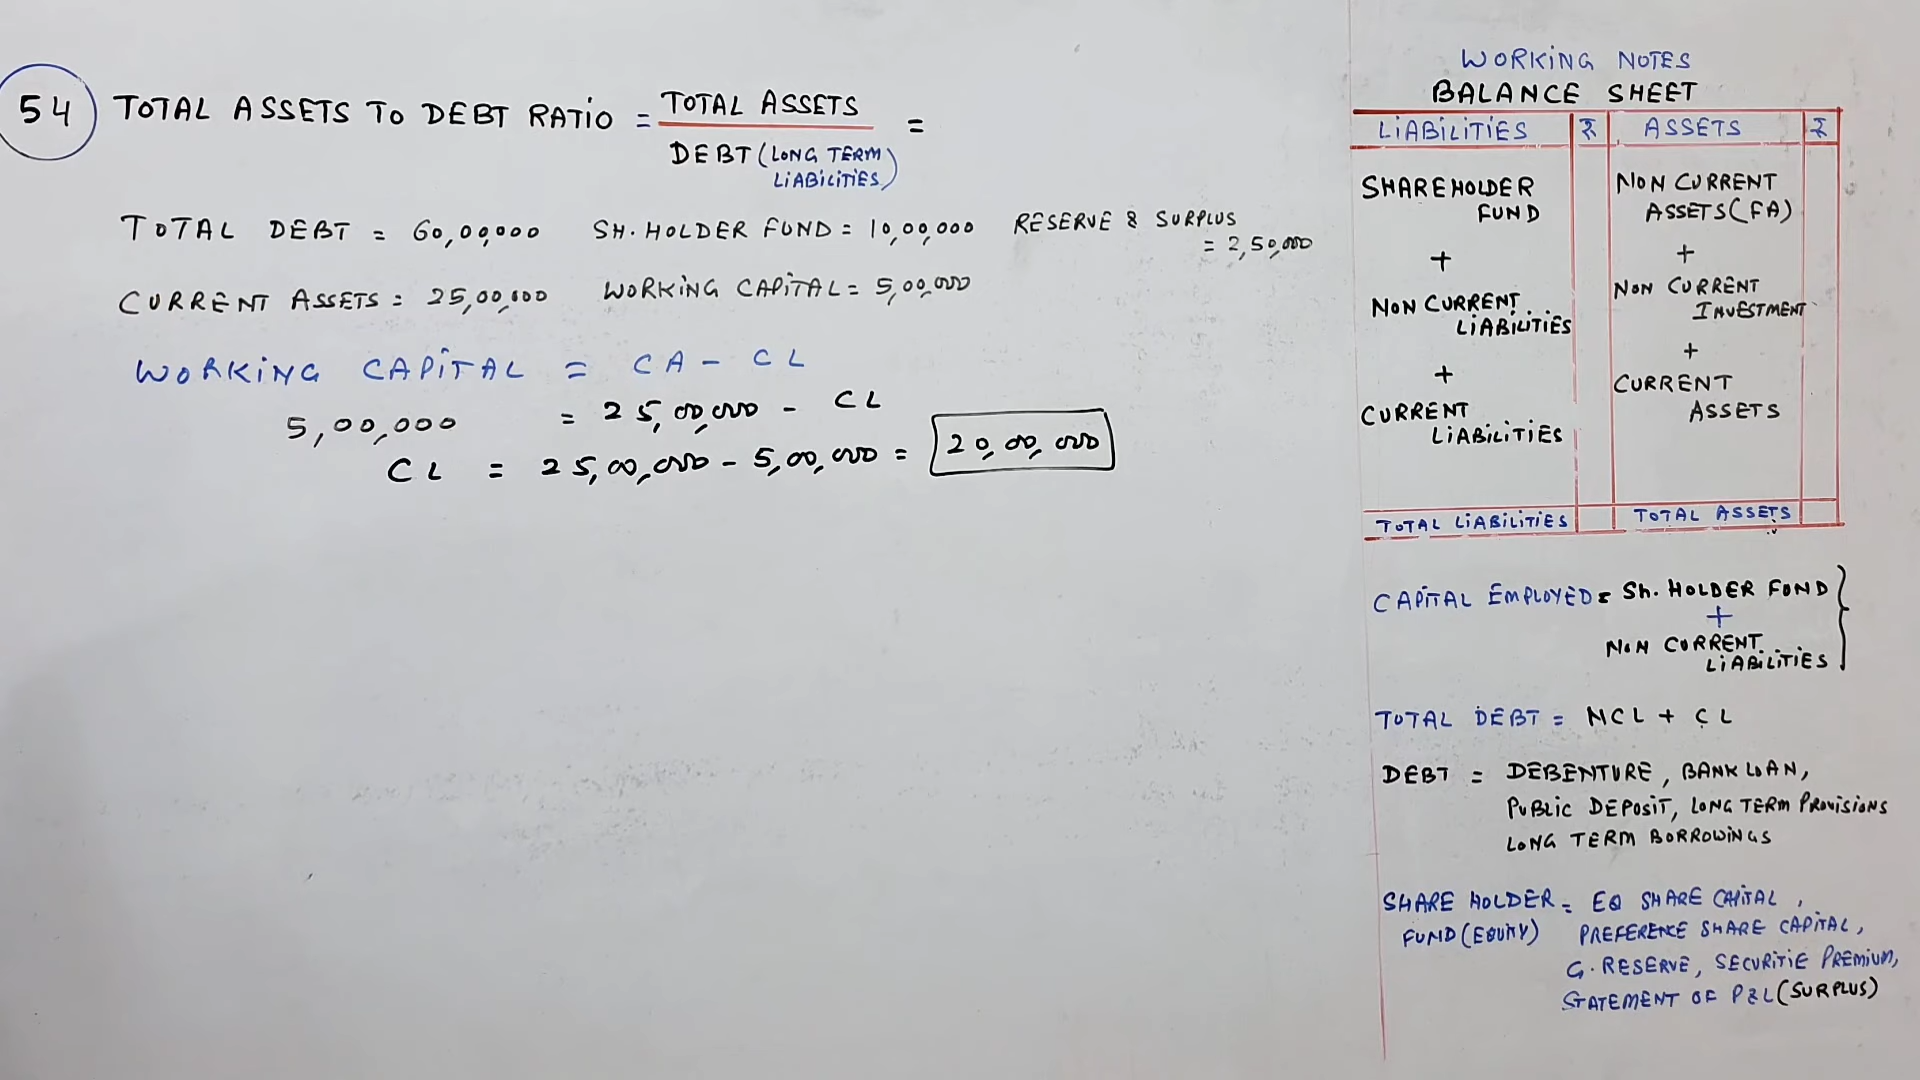 54
TOTAL ASSETS TO DEBT RATIO = TOTAL ASSETS =
DEBT (LONG TERM
LIABILITIES)
TOTAL DEBT = 60,00,000 SH. HOLDER FUND = 10,00,000 RESERVE & SURPLUS
= 2,50,000
CURRENT ASSETS = 25,00,000 WORKING CAPITAL = 5,00,000
WORKING CAPITAL = CA - CL
5,00,000 = 25,00,000 - CL
CL = 25,00,000 - 5,00,000 = 20,00,000
WORKING NOTES
BALANCE SHEET
LIABILITIES ₹ ASSETS ₹
SHAREHOLDER
FUND
+
NON CURRENT
LIABILITIES
+
CURRENT
LIABILITIES
NON CURRENT
ASSETS (FA)
+
NON CURRENT
INVESTMENT
+
CURRENT
ASSETS
TOTAL LIABILITIES TOTAL ASSETS
CAPITAL EMPLOYED = SH. HOLDER FUND
+
NON CURRENT
LIABILITIES
TOTAL DEBT = NCL + CL
DEBT = DEBENTURE, BANK LOAN,
PUBLIC DEPOSIT, LONG TERM PROVISIONS
LONG TERM BORROWINGS
SHARE HOLDER = EQ SHARE CAPITAL,
FUND (EQUITY) PREFERENCE SHARE CAPITAL,
G. RESERVE, SECURITIE PREMIUM,
STATEMENT OF P&L (SURPLUS)